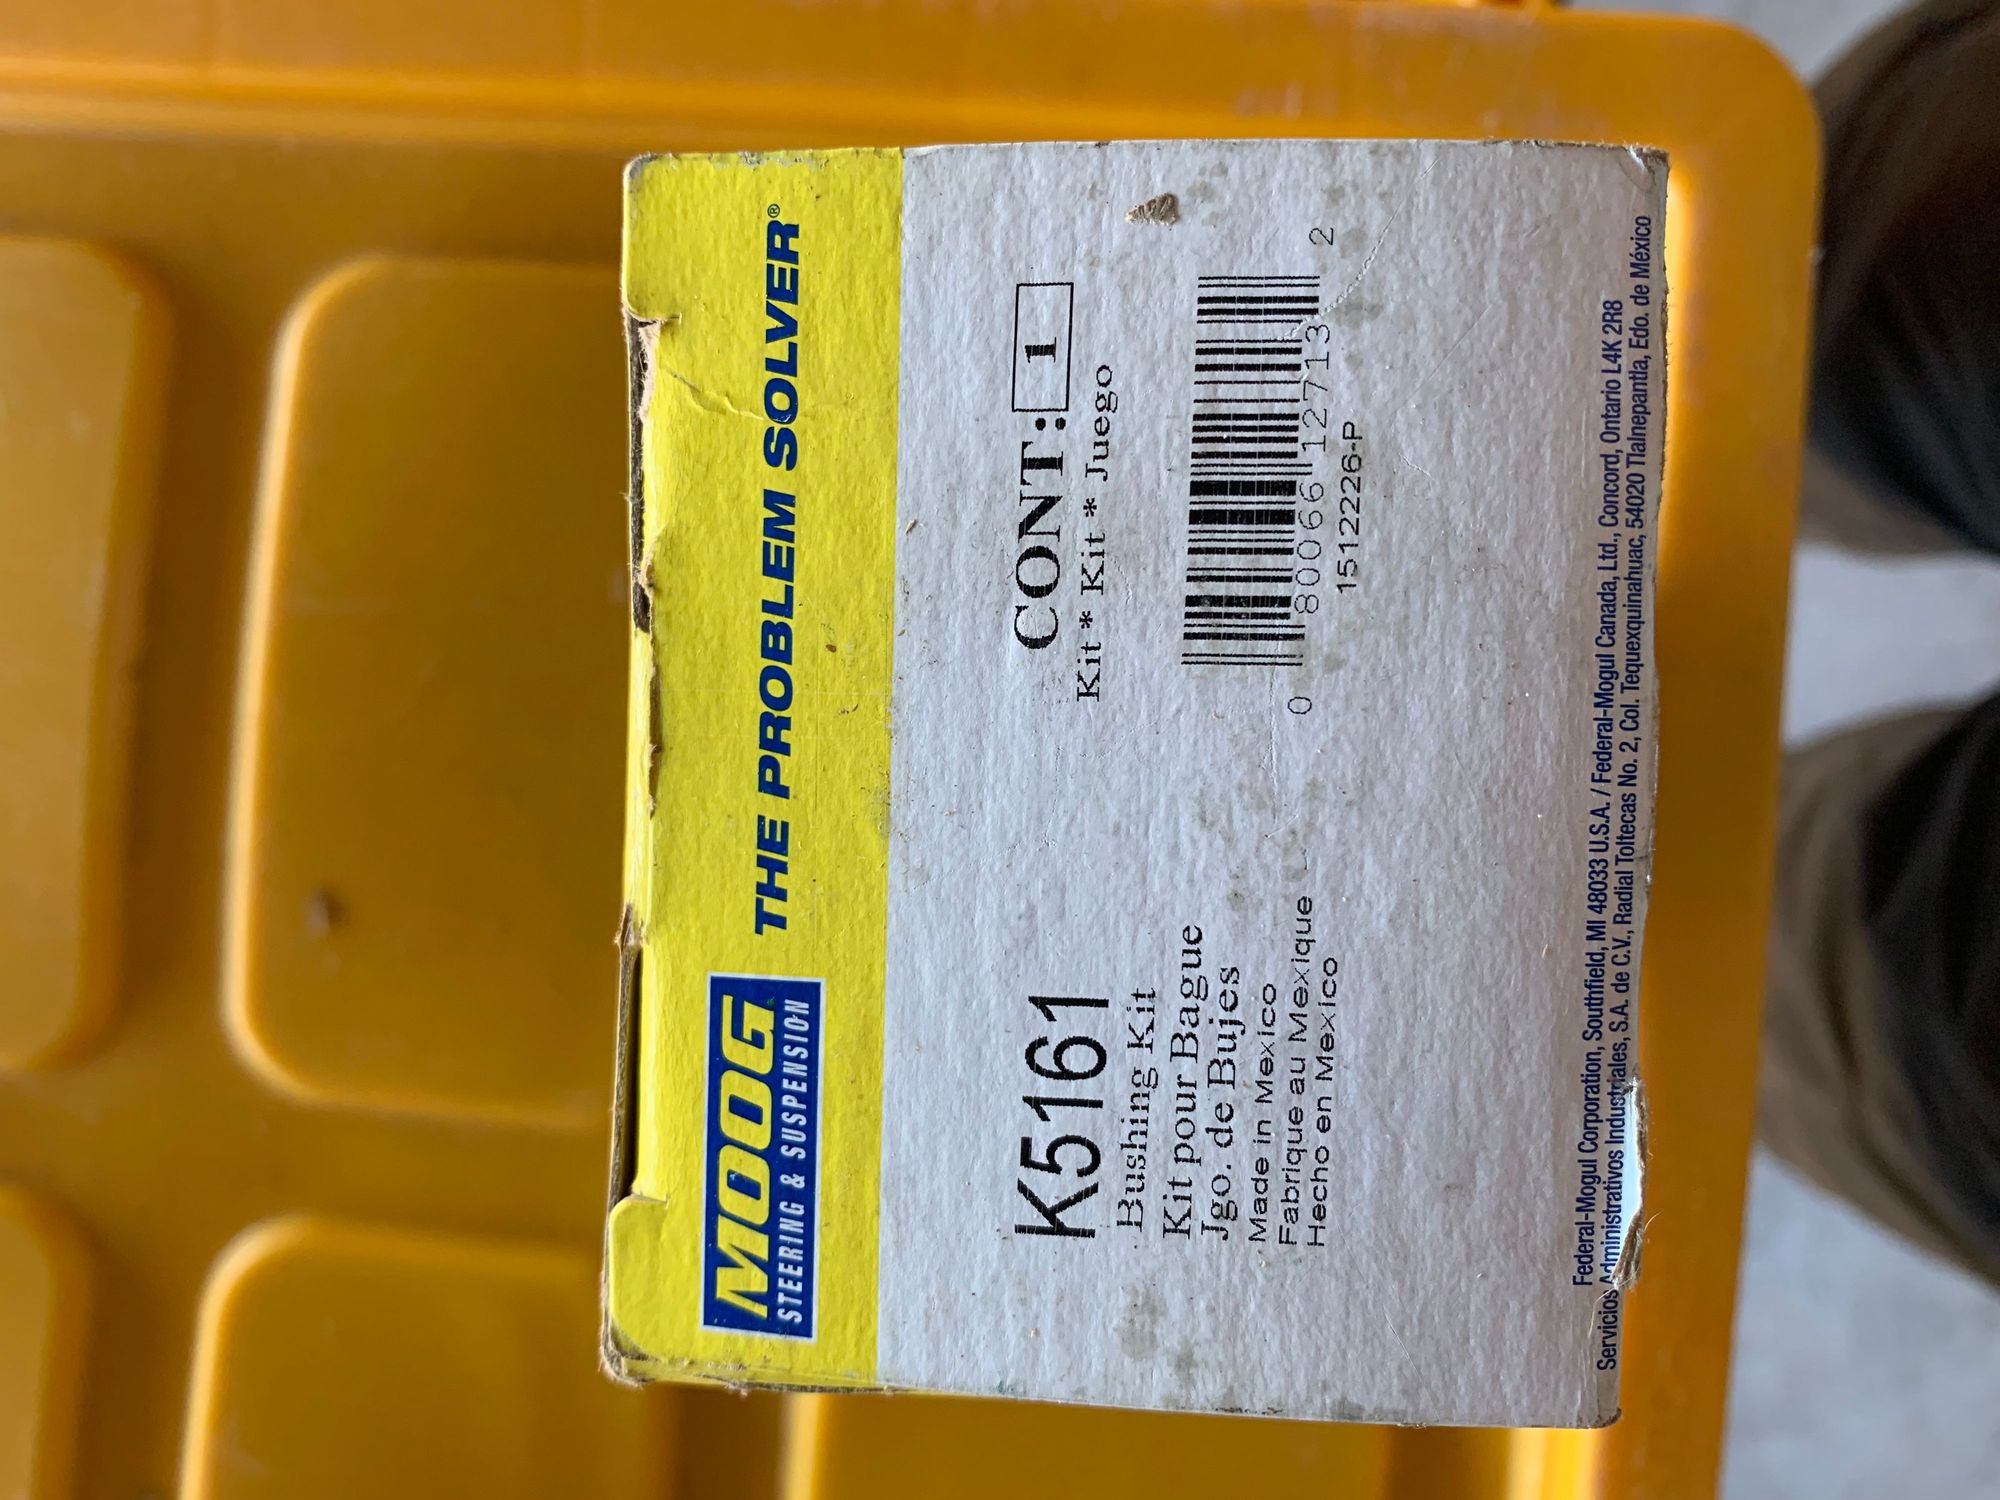 MOOG
STEERING & SUSPENSION
THE PROBLEM SOLVER®
K5161
Bushing Kit
Kit pour Bague
Jgo. de Bujes
Made in Mexico
Fabrique au Mexique
Hecho en Mexico
CONT: 1
Kit * Kit * Juego
0 80066 12713 2
1512226-P
Federal-Mogul Corporation, Southfield, MI 48033 U.S.A. / Federal-Mogul Canada, Ltd., Concord, Ontario L4K 2R8
Servicios Administrativos Industriales, S.A. de C.V., Radial Toltecas No. 2, Col. Tequexquinahuac, 54020 Tlalnepantla, Edo. de México